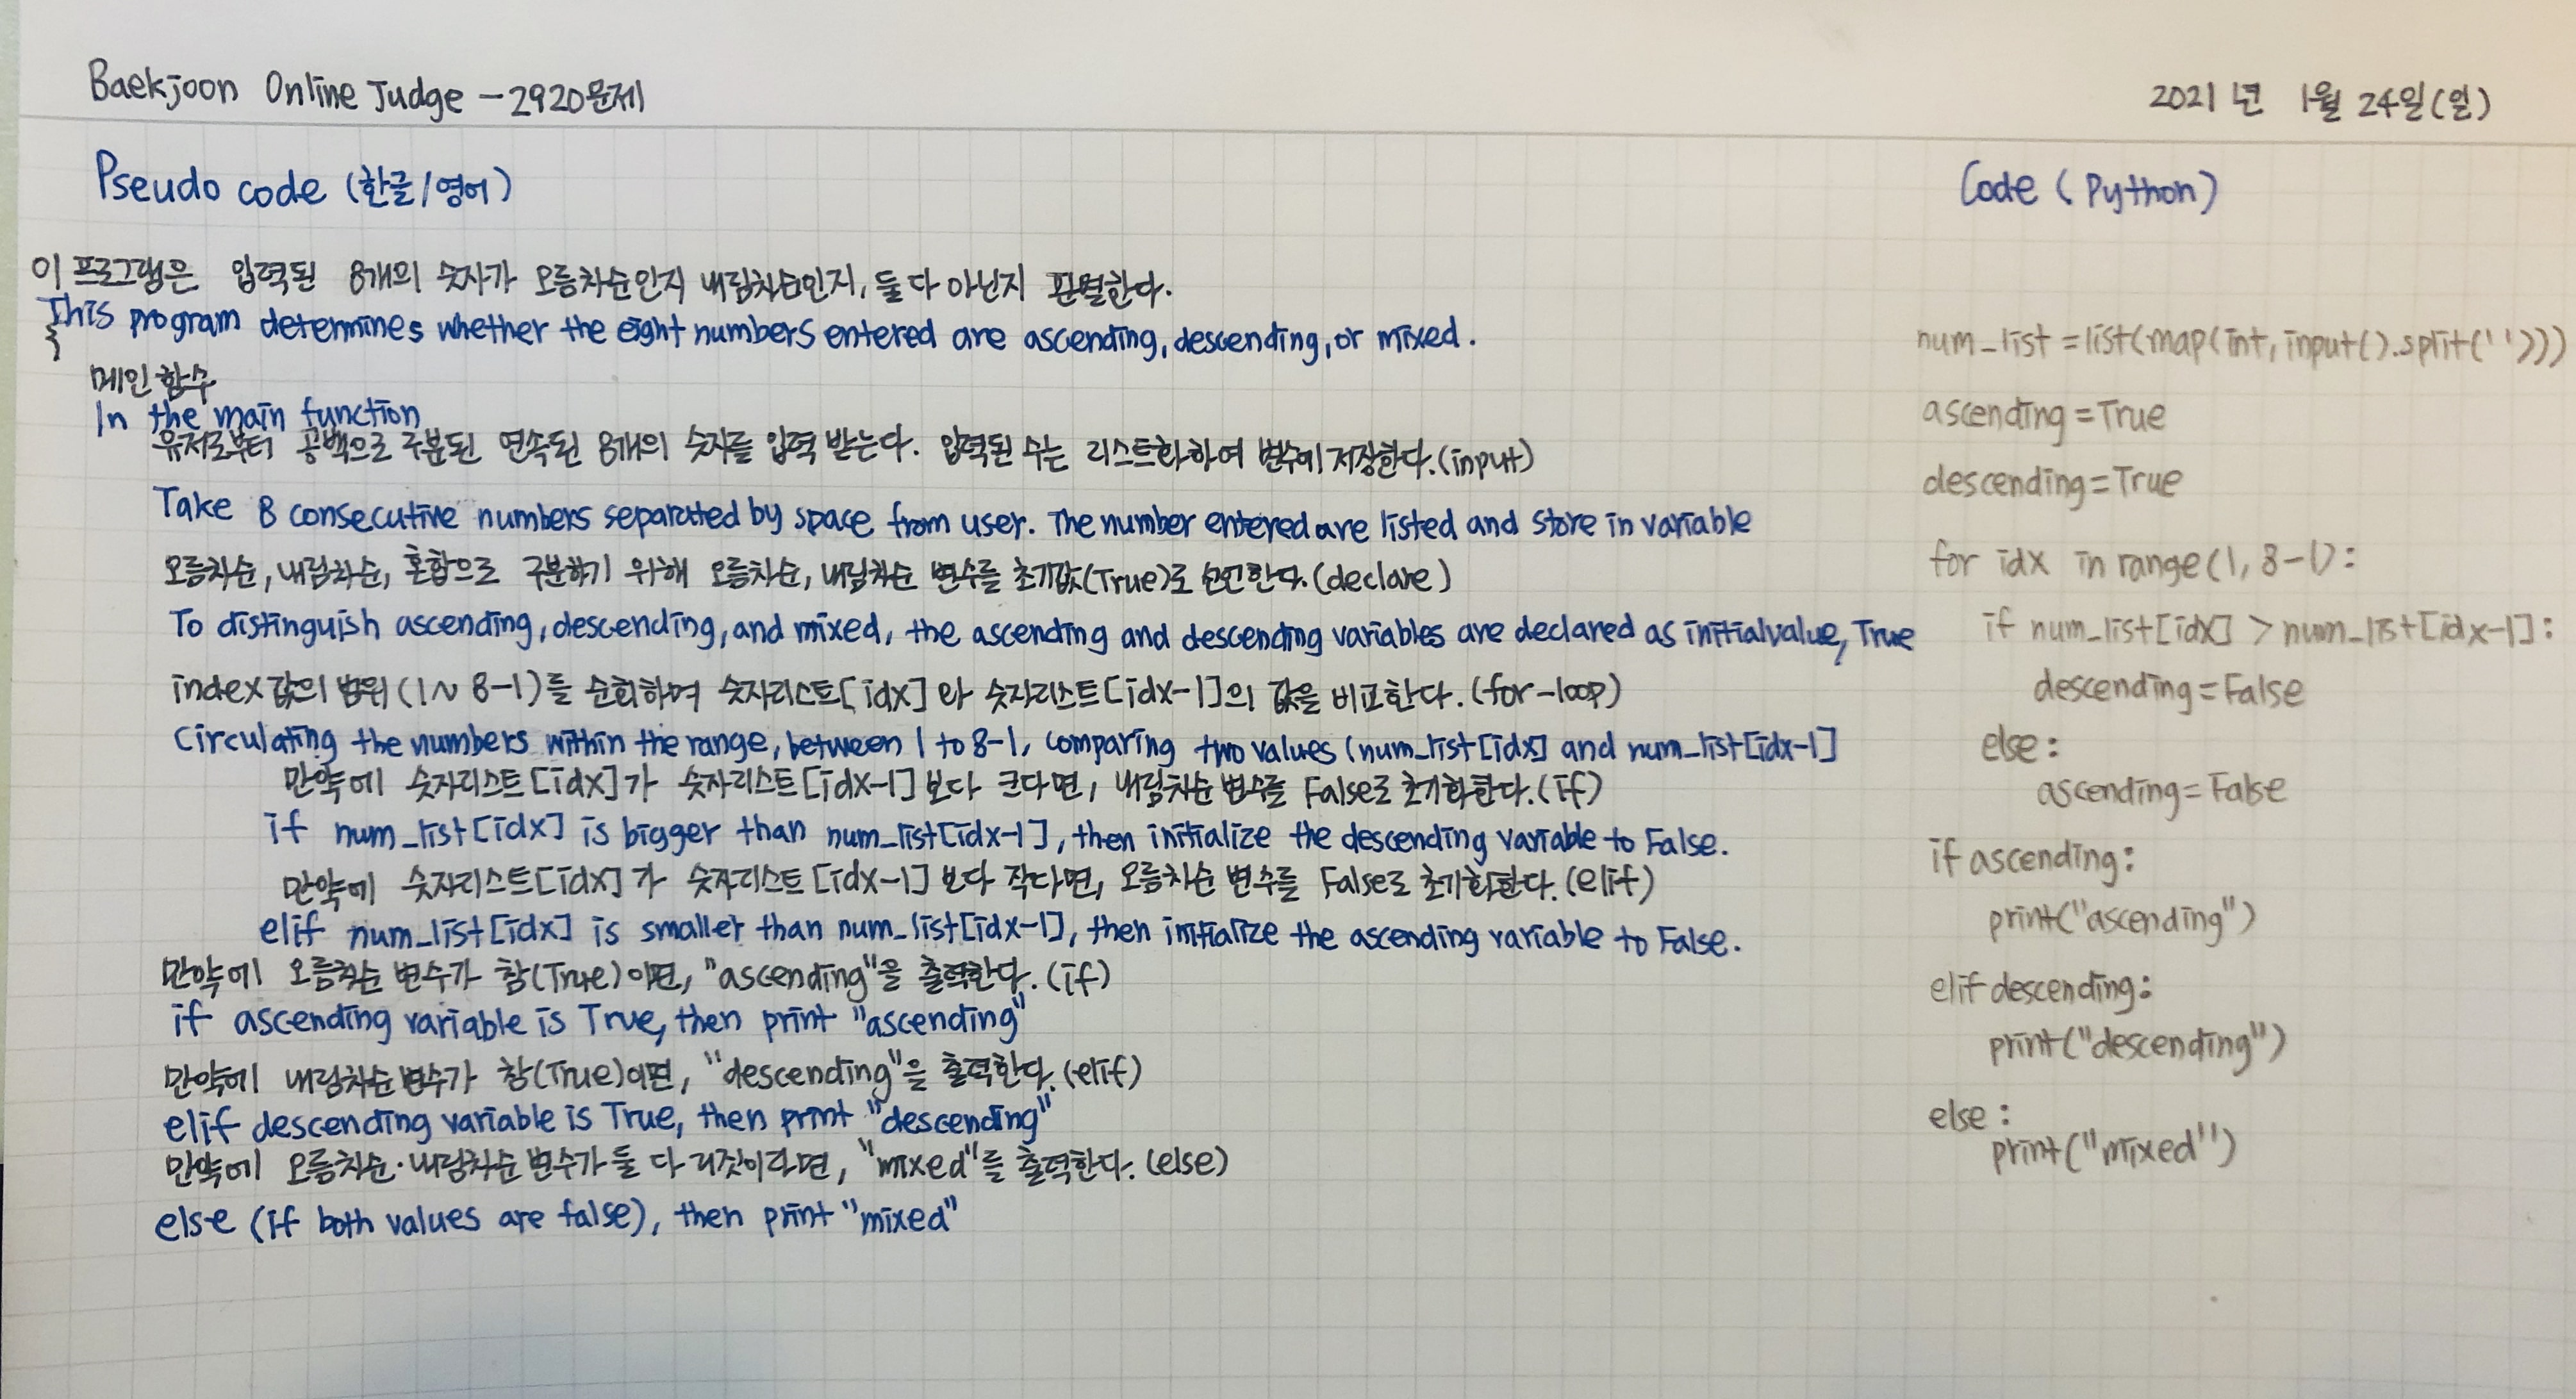 Baekjoon Online Judge - 2920문제
2021년 1월 24일(일)
Pseudo code (한글/영어)
이 프로그램은 입력된 8개의 숫자가 오름차순인지 내림차순인지, 둘 다 아닌지 판별한다.
This program determines whether the eight numbers entered are ascending, descending, or mixed.
메인 함수
In the main function
유저로부터 공백으로 구분된 연속된 8개의 숫자를 입력 받는다. 입력된 수는 리스트화하여 변수에 저장한다.(input)
Take 8 consecutive numbers separated by space from user. The number entered are listed and store in variable
오름차순, 내림차순, 혼합으로 구분하기 위해 오름차순, 내림차순 변수를 초기값(True)로 선언한다.(declare)
To distinguish ascending, descending, and mixed, the ascending and descending variables are declared as initial value, True
index 값의 범위(1~8-1)를 순회하며 숫자리스트[idx]와 숫자리스트[idx-1]의 값을 비교한다.(for-loop)
Circulating the numbers within the range, between 1 to 8-1, comparing two values (num_list[idx] and num_list[idx-1]
만약에 숫자리스트[idx]가 숫자리스트[idx-1]보다 크다면, 내림차순 변수를 False로 초기화한다.(if)
if num_list[idx] is bigger than num_list[idx-1], then initialize the descending variable to False.
만약에 숫자리스트[idx]가 숫자리스트[idx-1]보다 작다면, 오름차순 변수를 False로 초기화한다.(elif)
elif num_list[idx] is smaller than num_list[idx-1], then initialize the ascending variable to False.
만약에 오름차순 변수가 참(True)이면, "ascending"을 출력한다.(if)
if ascending variable is True, then print "ascending"
만약에 내림차순 변수가 참(True)이면, "descending"을 출력한다.(elif)
elif descending variable is True, then print "descending"
만약에 오름차순·내림차순 변수가 둘 다 거짓이라면, "mixed"를 출력한다.(else)
else (if both values are false), then print "mixed"
Code (Python)
num_list = list(map(int, input().split(' ')))
ascending = True
descending = True
for idx in range(1, 8-1):
if num_list[idx] > num_list[idx-1]:
descending = False
else:
ascending = False
if ascending:
print("ascending")
elif descending:
print("descending")
else:
print("mixed")